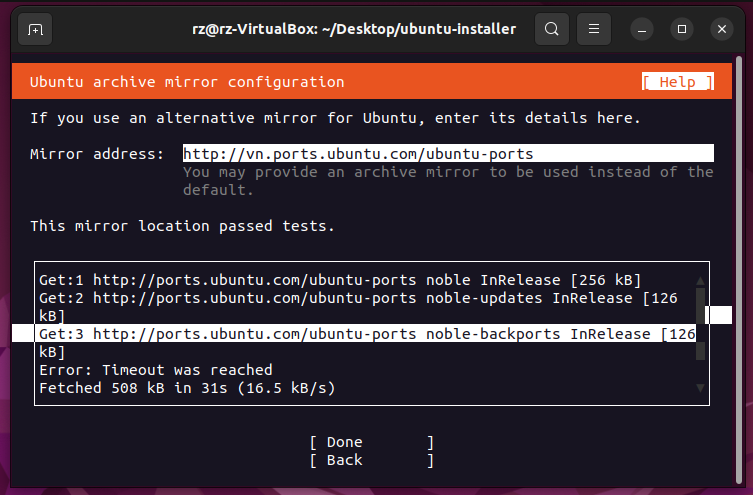 rz@rz-VirtualBox: ~/Desktop/ubuntu-installer
Ubuntu archive mirror configuration
[ Help ]
If you use an alternative mirror for Ubuntu, enter its details here.
Mirror address: http://vn.ports.ubuntu.com/ubuntu-ports
You may provide an archive mirror to be used instead of the
default.
This mirror location passed tests.
Get:1 http://ports.ubuntu.com/ubuntu-ports noble InRelease [256 kB]
Get:2 http://ports.ubuntu.com/ubuntu-ports noble-updates InRelease [126
kB]
Get:3 http://ports.ubuntu.com/ubuntu-ports noble-backports InRelease [126
kB]
Error: Timeout was reached
Fetched 508 kB in 31s (16.5 kB/s)
[ Done ]
[ Back ]